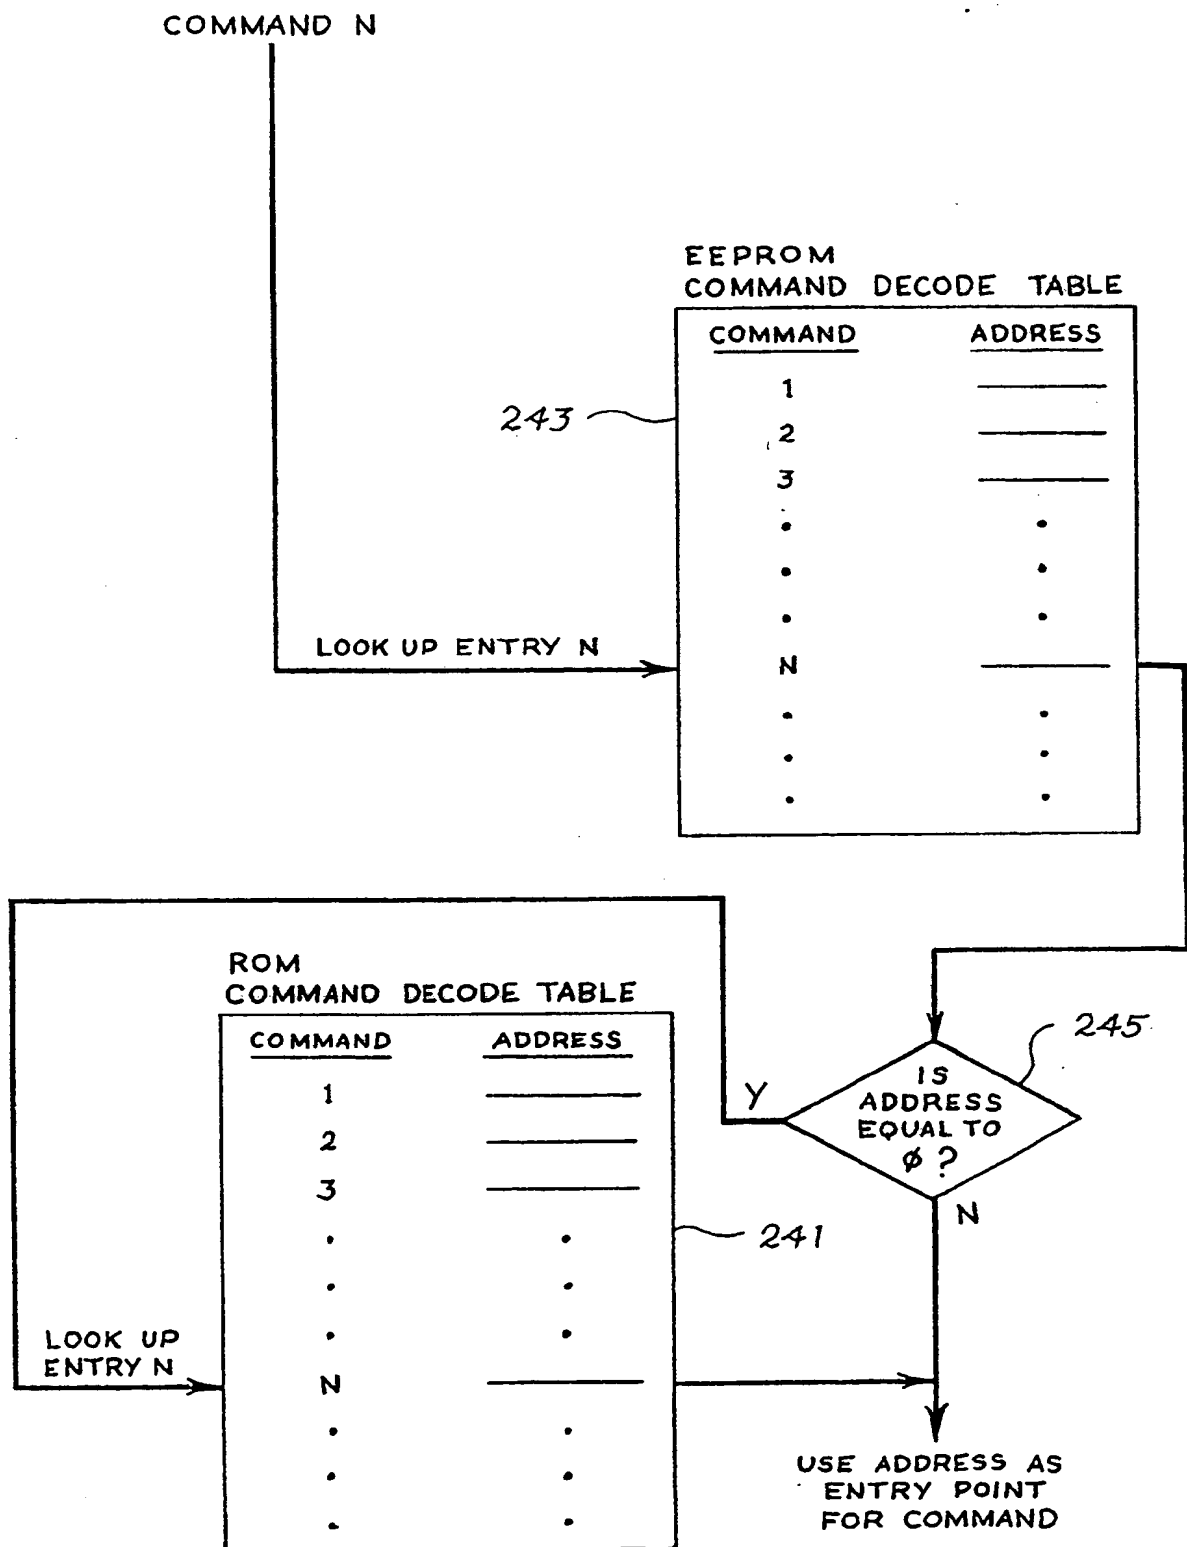 COMMAND N
EEPROM
COMMAND DECODE TABLE
COMMAND ADDRESS
1
243
2
3
LOOK UP ENTRY N
N
ROM
COMMAND DECODE TABLE
COMMAND ADDRESS
1
2
3
241
LOOK UP
ENTRY N
N
245
IS
ADDRESS
EQUAL TO
ø ?
Y
N
USE ADDRESS AS
ENTRY POINT
FOR COMMAND